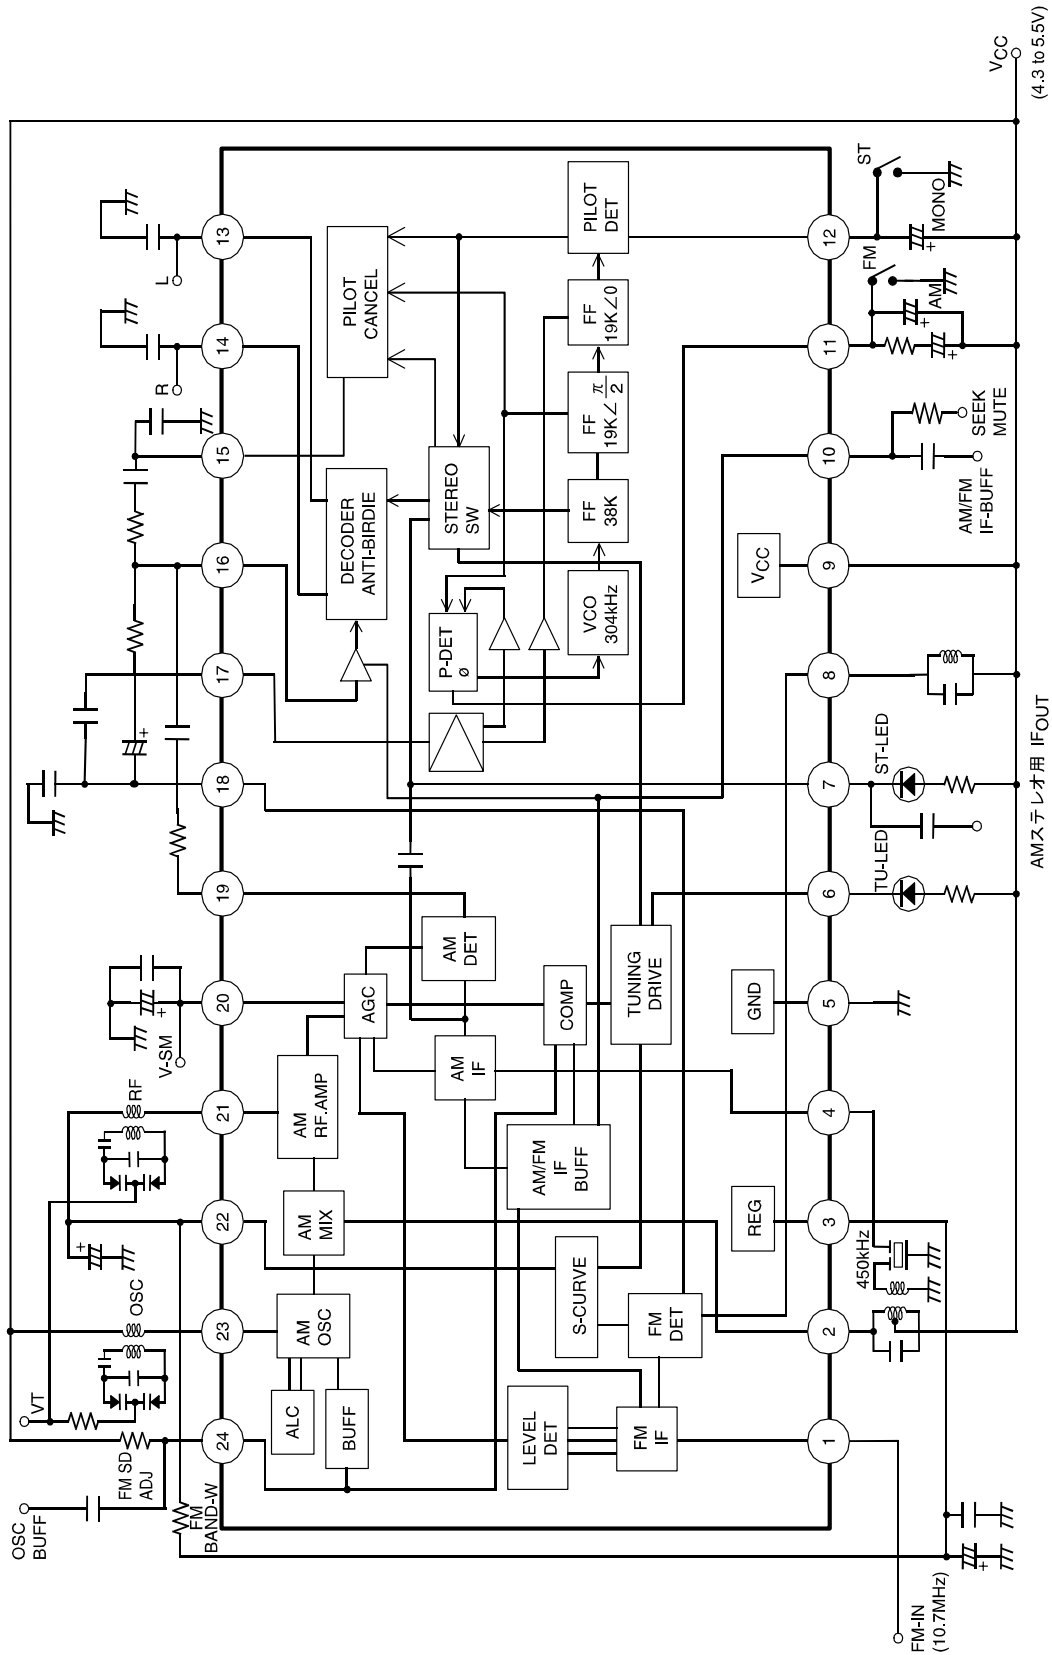 OSC
BUFF
FM SD
ADJ
VT
OSC
RF
V-SM
R
L
FM
BAND-W
24
23
22
21
20
19
18
17
16
15
14
13
ALC
BUFF
AM
OSC
AM
MIX
AM
RF.AMP
AGC
AM
DET
AM
IF
COMP
TUNING
DRIVE
AM/FM
IF
BUFF
S-CURVE
FM
DET
LEVEL
DET
FM
IF
REG
GND
VCC
DECODER
ANTI-BIRDIE
PILOT
CANCEL
STEREO
SW
P-DET
ø
VCO
304kHz
FF
38K
FF
19K∠π/2
FF
19K∠0
PILOT
DET
1
2
3
4
5
6
7
8
9
10
11
12
FM-IN
(10.7MHz)
450kHz
TU-LED
ST-LED
AMステレオ用 IFOUT
AM/FM
IF-BUFF
SEEK
MUTE
FM
AM
ST
MONO
VCC
(4.3 to 5.5V)
+
+
+
+
+
+
+
+